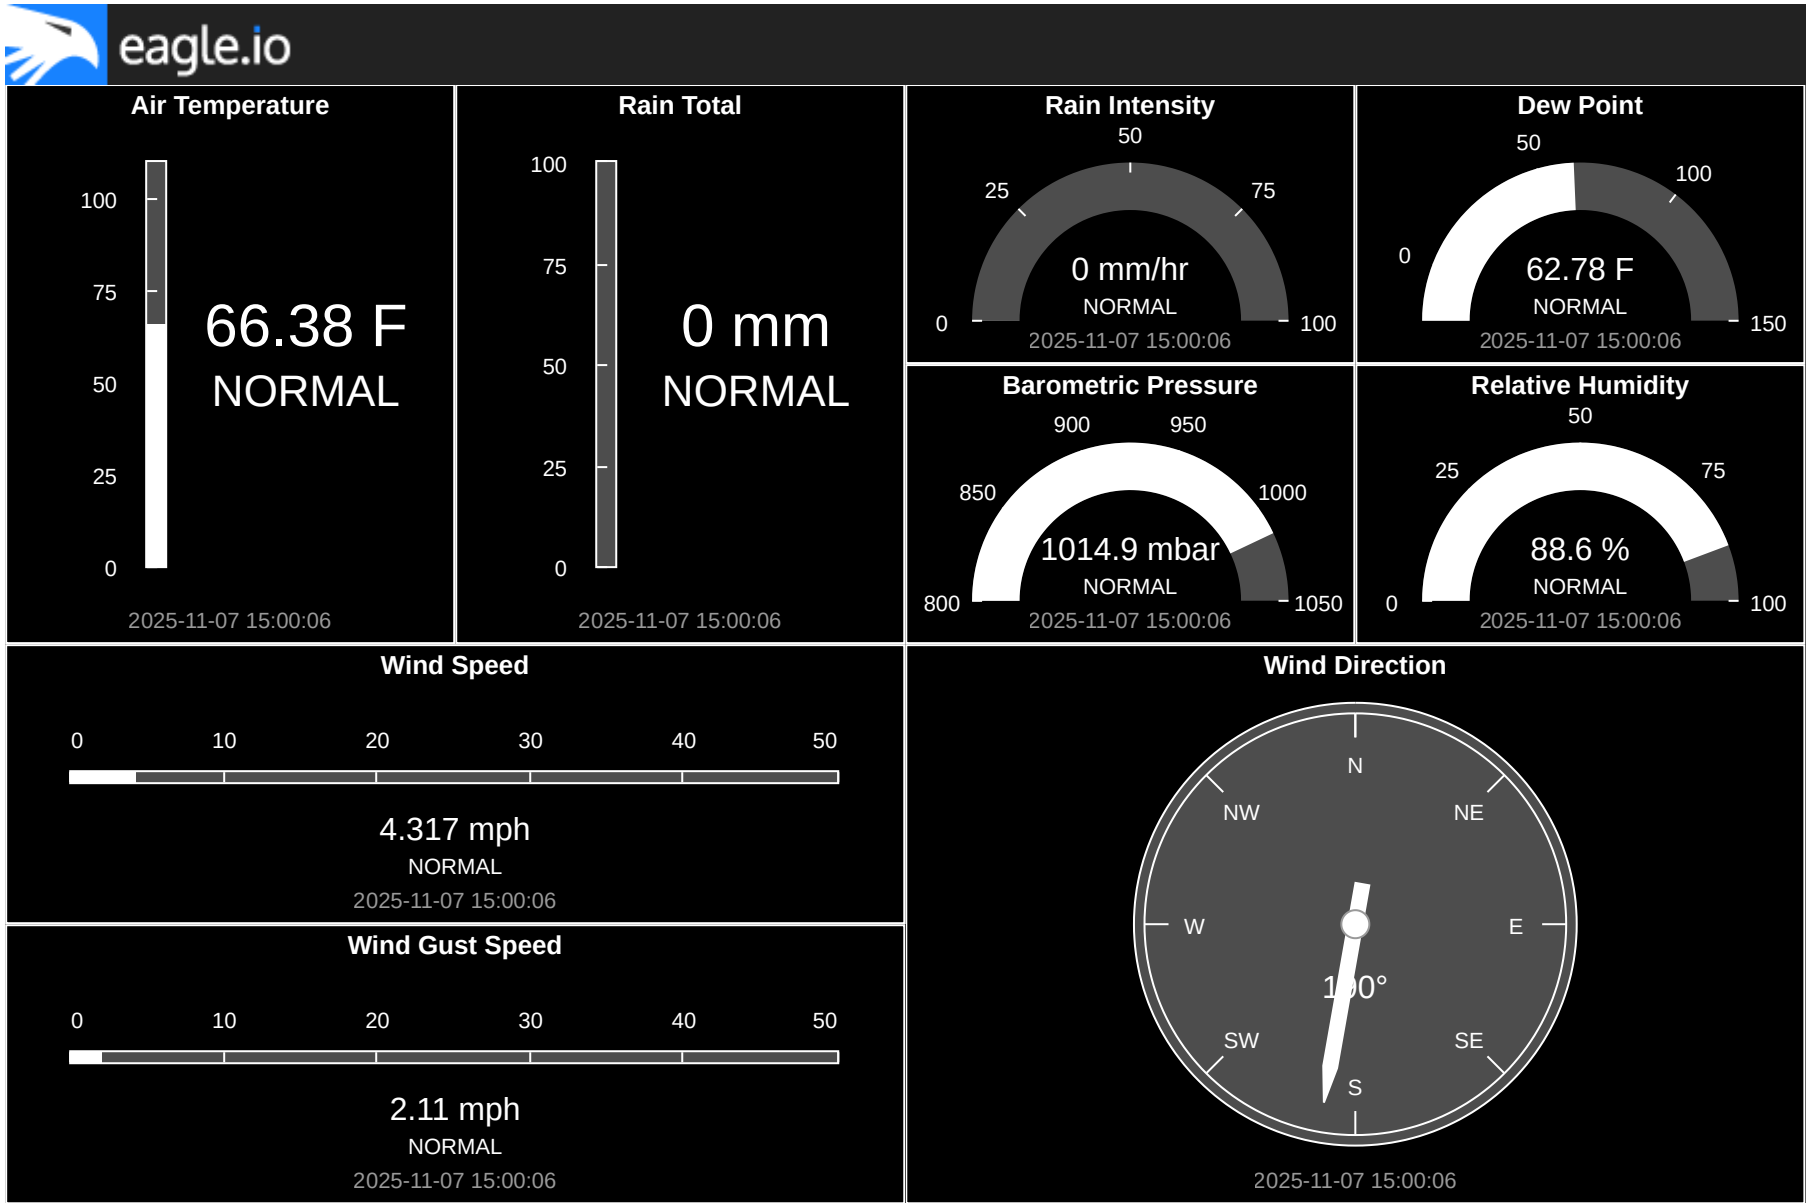 eagle.io
Air Temperature
100
75
50
25
0
66.38 F
NORMAL
2025-11-07 15:00:06
Rain Total
100
75
50
25
0
0 mm
NORMAL
2025-11-07 15:00:06
Rain Intensity
0
25
50
75
100
0 mm/hr
NORMAL
2025-11-07 15:00:06
Dew Point
0
50
100
150
62.78 F
NORMAL
2025-11-07 15:00:06
Barometric Pressure
800
850
900
950
1000
1050
1014.9 mbar
NORMAL
2025-11-07 15:00:06
Relative Humidity
0
25
50
75
100
88.6 %
NORMAL
2025-11-07 15:00:06
Wind Speed
0 10 20 30 40 50
4.317 mph
NORMAL
2025-11-07 15:00:06
Wind Gust Speed
0 10 20 30 40 50
2.11 mph
NORMAL
2025-11-07 15:00:06
Wind Direction
N
NW NE
W E
190°
SW SE
S
2025-11-07 15:00:06